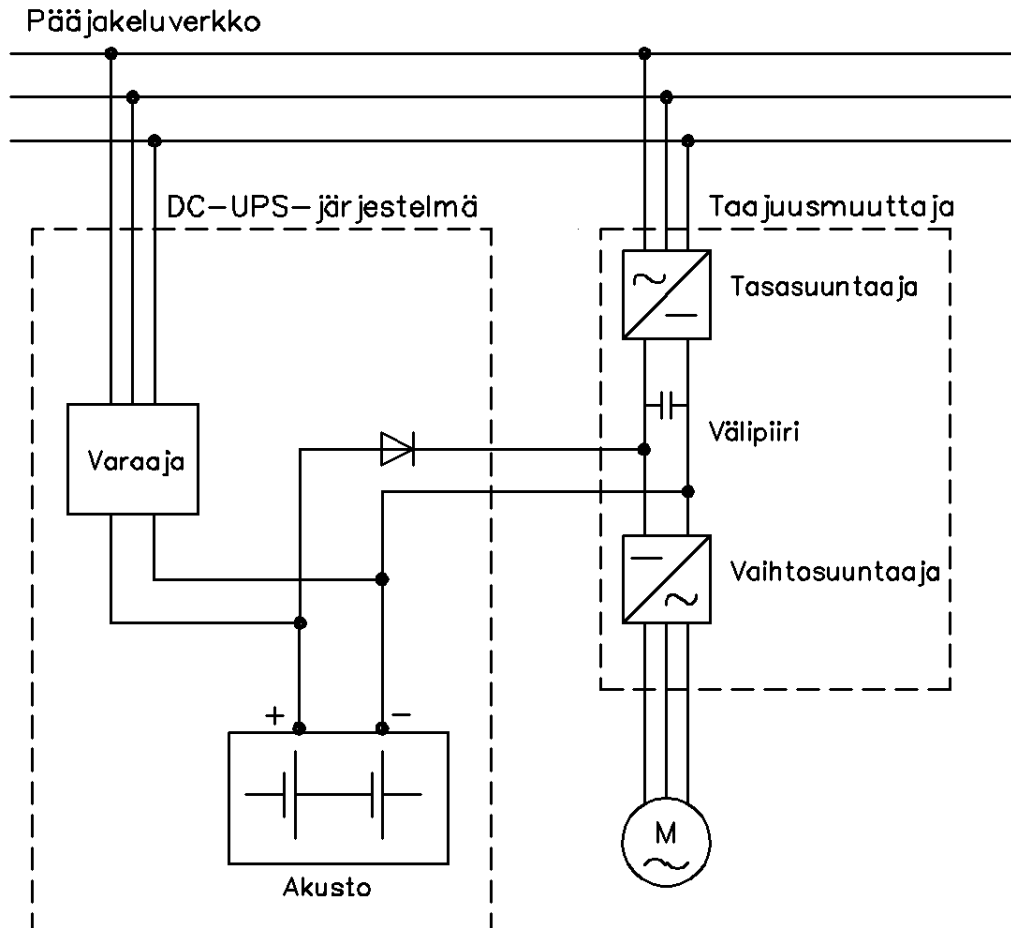 Pääjakeluverkko
DC-UPS-järjestelmä
Taajuusmuuttaja
Tasasuuntaaja
Välipiiri
Varaaja
Vaihtosuuntaaja
+ −
M
Akusto